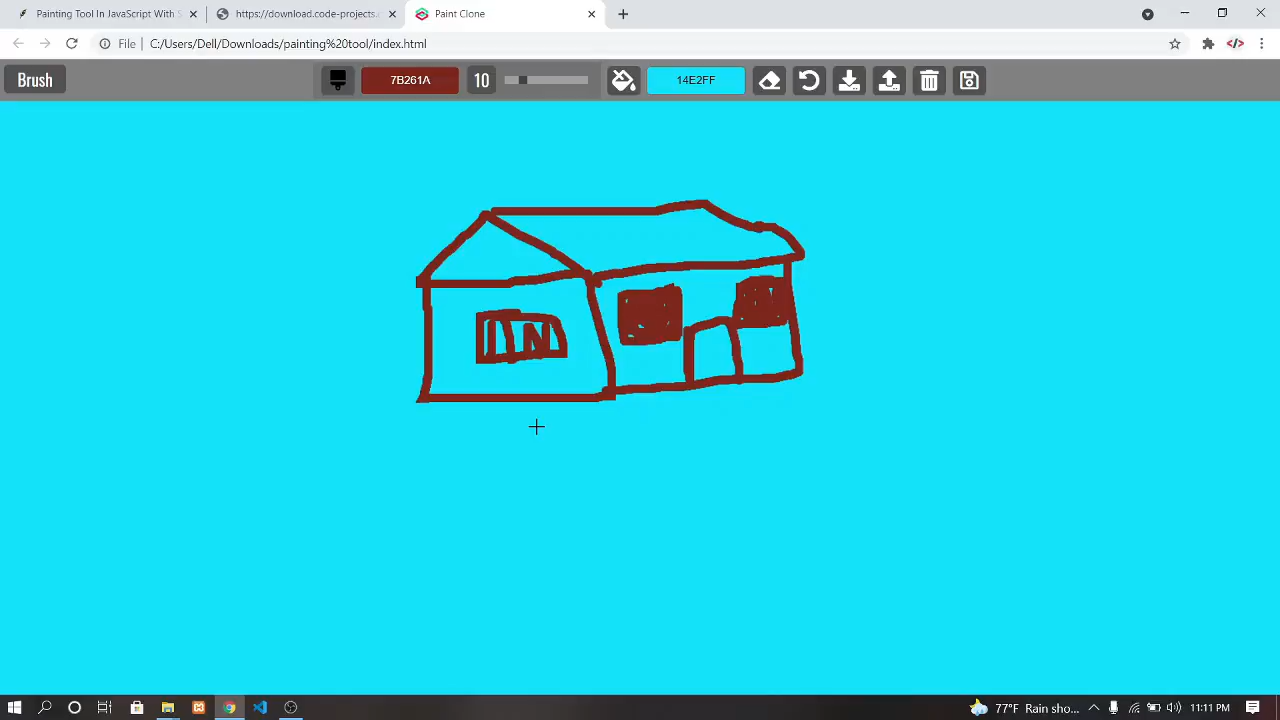 Painting Tool In JavaScript With S
https://download.code-projects.
Paint Clone
File
C:/Users/Dell/Downloads/painting%20tool/index.html
Brush
7B261A
10
14E2FF
77°F Rain sho...
11:11 PM